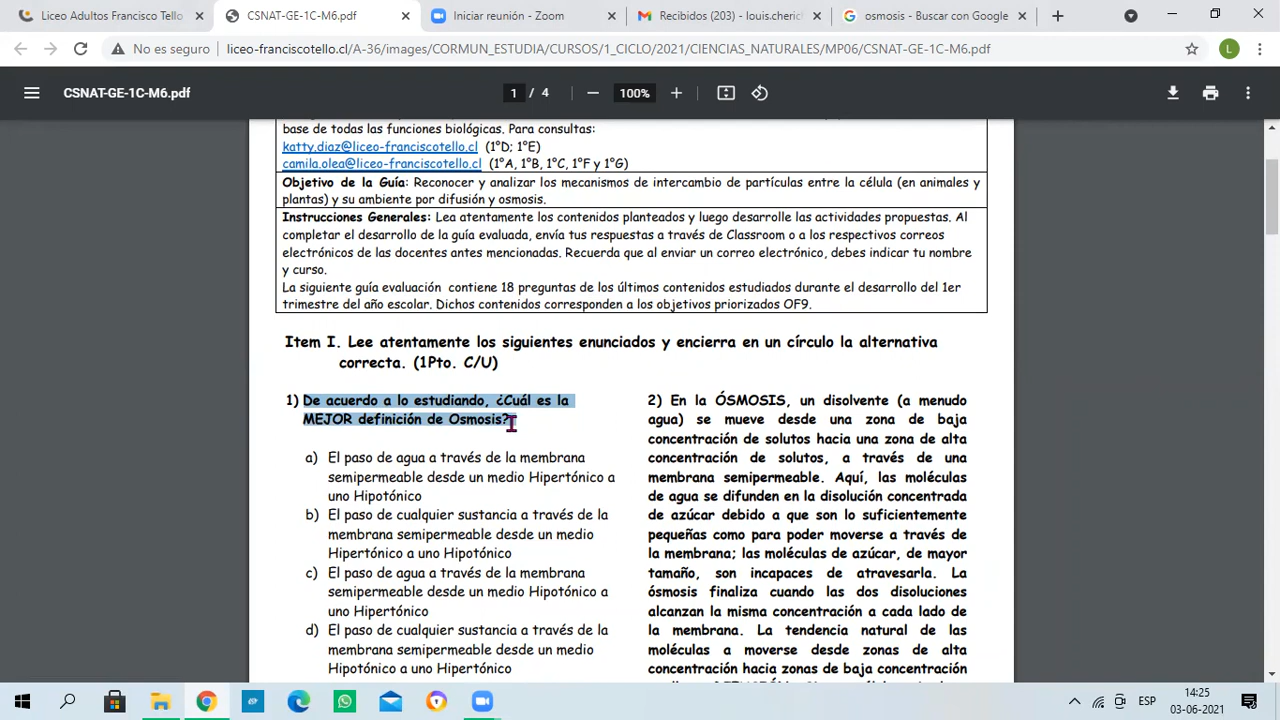 Liceo Adultos Francisco Tello
CSNAT-GE-1C-M6.pdf
Iniciar reunión - Zoom
Recibidos (203) - louis.cherich
osmosis - Buscar con Google
No es seguro
liceo-franciscotello.cl/A-36/images/CORMUN_ESTUDIA/CURSOS/1_CICLO/2021/CIENCIAS_NATURALES/MP06/CSNAT-GE-1C-M6.pdf
L
CSNAT-GE-1C-M6.pdf
1 / 4
100%
base de todas las funciones biológicas. Para consultas:
katty.diaz@liceo-franciscotello.cl (1°D; 1°E)
camila.olea@liceo-franciscotello.cl (1°A, 1°B, 1°C, 1°F y 1°G)
Objetivo de la Guía: Reconocer y analizar los mecanismos de intercambio de partículas entre la célula (en animales y
plantas) y su ambiente por difusión y osmosis.
Instrucciones Generales: Lea atentamente los contenidos planteados y luego desarrolle las actividades propuestas. Al
completar el desarrollo de la guía evaluada, envía tus respuestas a través de Classroom o a los respectivos correos
electrónicos de las docentes antes mencionadas. Recuerda que al enviar un correo electrónico, debes indicar tu nombre
y curso.
La siguiente guía evaluación contiene 18 preguntas de los últimos contenidos estudiados durante el desarrollo del 1er
trimestre del año escolar. Dichos contenidos corresponden a los objetivos priorizados OF9.
Item I. Lee atentamente los siguientes enunciados y encierra en un círculo la alternativa
correcta. (1Pto. C/U)
1) De acuerdo a lo estudiando, ¿Cuál es la
MEJOR definición de Osmosis?
a) El paso de agua a través de la membrana
semipermeable desde un medio Hipertónico a
uno Hipotónico
b) El paso de cualquier sustancia a través de la
membrana semipermeable desde un medio
Hipertónico a uno Hipotónico
c) El paso de agua a través de la membrana
semipermeable desde un medio Hipotónico a
uno Hipertónico
d) El paso de cualquier sustancia a través de la
membrana semipermeable desde un medio
Hipotónico a uno Hipertónico
2) En la ÓSMOSIS, un disolvente (a menudo
agua) se mueve desde una zona de baja
concentración de solutos hacia una zona de alta
concentración de solutos, a través de una
membrana semipermeable. Aquí, las moléculas
de agua se difunden en la disolución concentrada
de azúcar debido a que son lo suficientemente
pequeñas como para poder moverse a través de
la membrana; las moléculas de azúcar, de mayor
tamaño, son incapaces de atravesarla. La
ósmosis finaliza cuando las dos disoluciones
alcanzan la misma concentración a cada lado de
la membrana. La tendencia natural de las
moléculas a moverse desde zonas de alta
concentración hacia zonas de baja concentración
ESP
14:25
03-06-2021